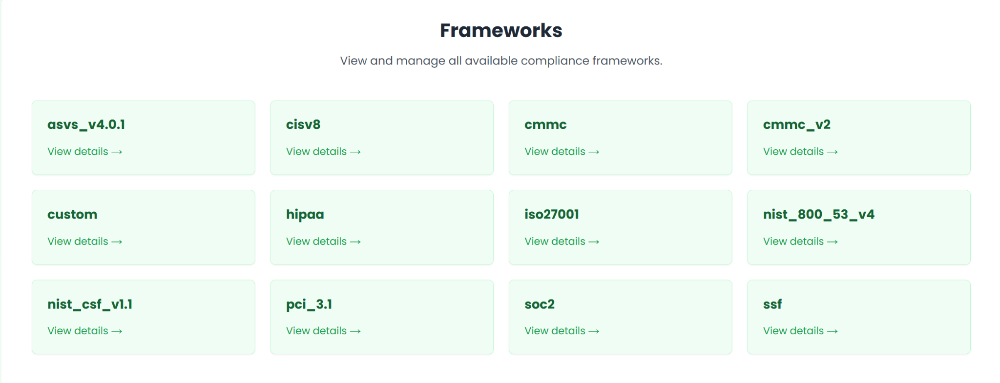 Frameworks
View and manage all available compliance frameworks.
asvs_v4.0.1
View details →
cisv8
View details →
cmmc
View details →
cmmc_v2
View details →
custom
View details →
hipaa
View details →
iso27001
View details →
nist_800_53_v4
View details →
nist_csf_v1.1
View details →
pci_3.1
View details →
soc2
View details →
ssf
View details →